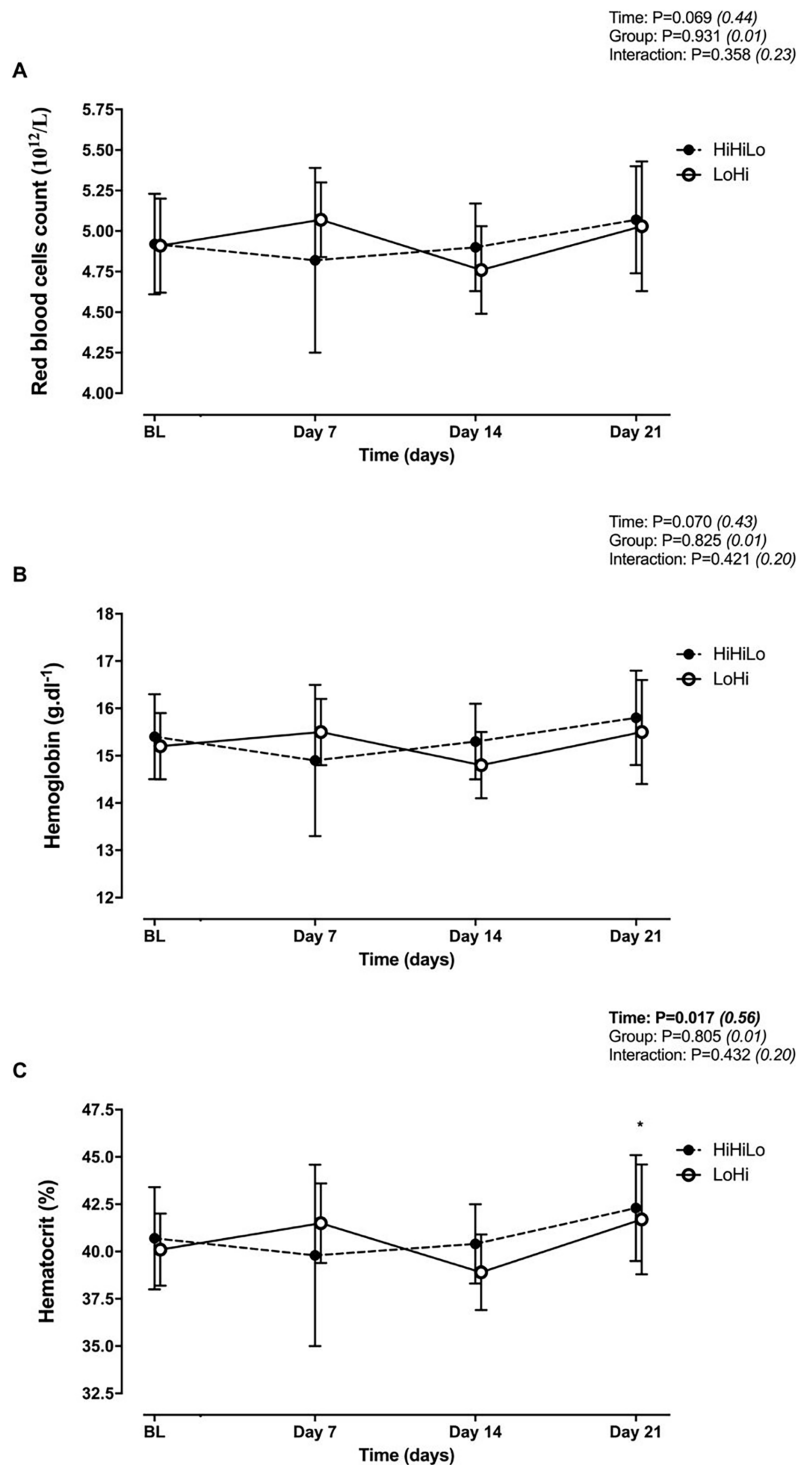 Time: P=0.069 (0.44)
Group: P=0.931 (0.01)
Interaction: P=0.358 (0.23)
A
Red blood cells count (10¹²/L)
5.75
5.50
5.25
5.00
4.75
4.50
4.25
4.00
HiHiLo
LoHi
BL
Day 7
Day 14
Day 21
Time (days)
Time: P=0.070 (0.43)
Group: P=0.825 (0.01)
Interaction: P=0.421 (0.20)
B
Hemoglobin (g.dl⁻¹)
18
17
16
15
14
13
12
HiHiLo
LoHi
BL
Day 7
Day 14
Day 21
Time (days)
Time: P=0.017 (0.56)
Group: P=0.805 (0.01)
Interaction: P=0.432 (0.20)
C
Hematocrit (%)
47.5
45.0
42.5
40.0
37.5
35.0
32.5
*
HiHiLo
LoHi
BL
Day 7
Day 14
Day 21
Time (days)